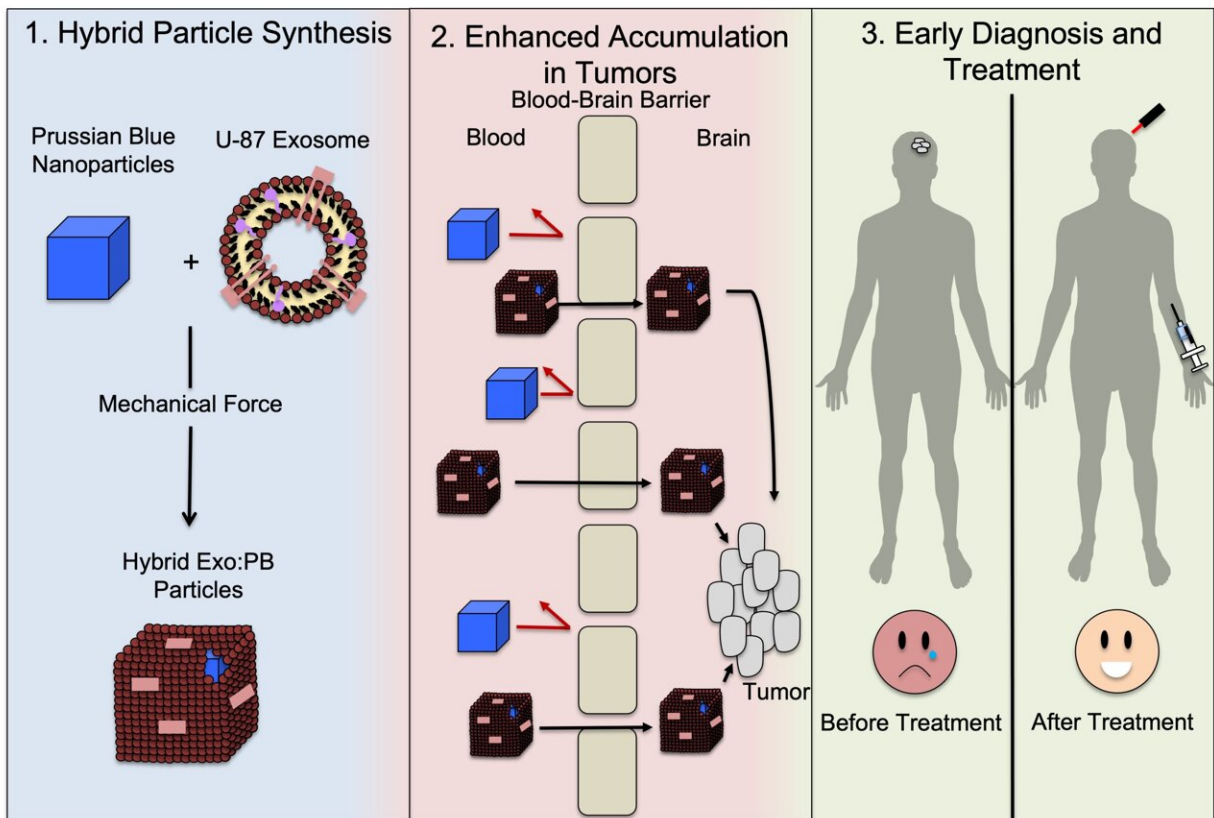 1. Hybrid Particle Synthesis
Prussian Blue
Nanoparticles
U-87 Exosome
+
Mechanical Force
Hybrid Exo:PB
Particles
2. Enhanced Accumulation
in Tumors
Blood-Brain Barrier
Blood
Brain
Tumor
3. Early Diagnosis and
Treatment
Before Treatment
After Treatment